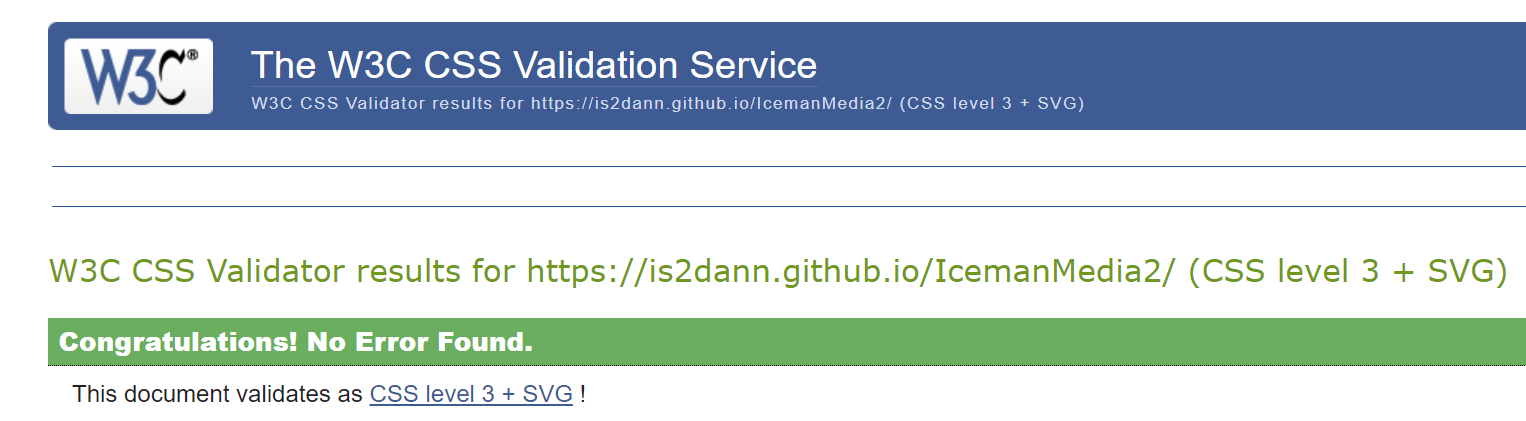 W3C®
The W3C CSS Validation Service
W3C CSS Validator results for https://is2dann.github.io/IcemanMedia2/ (CSS level 3 + SVG)
W3C CSS Validator results for https://is2dann.github.io/IcemanMedia2/ (CSS level 3 + SVG)
Congratulations! No Error Found.
This document validates as CSS level 3 + SVG !